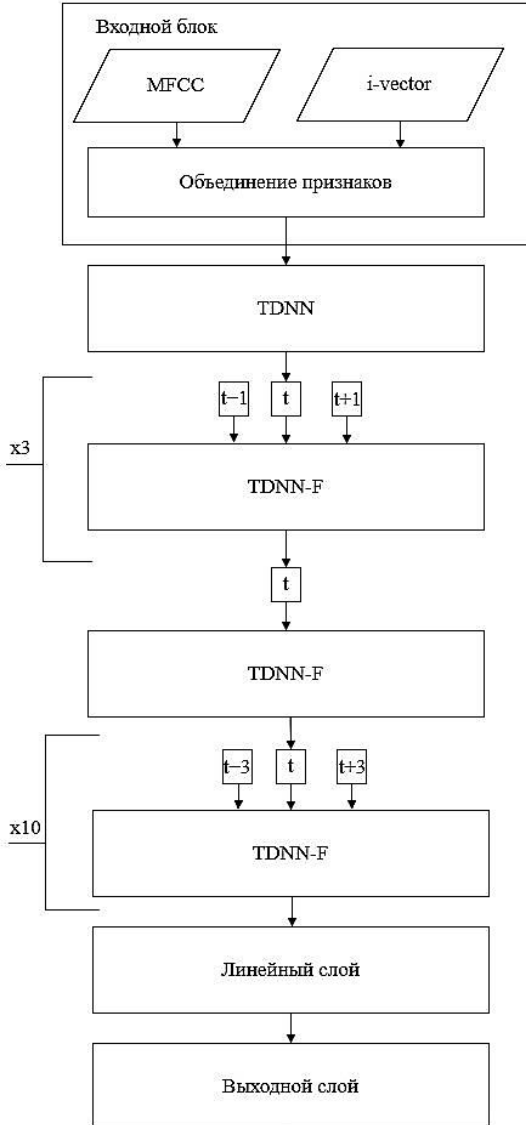 Входной блок
MFCC
i-vector
Объединение признаков
TDNN
t−1
t
t+1
x3
TDNN-F
t
TDNN-F
t−3
t
t+3
x10
TDNN-F
Линейный слой
Выходной слой